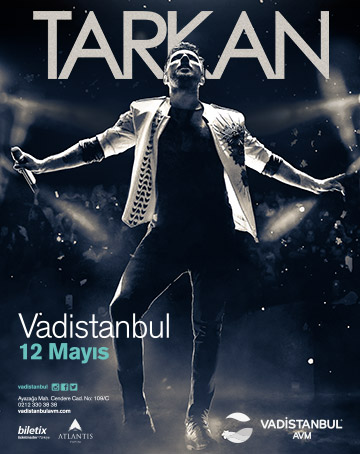 TARKAN
Vadistanbul
12 Mayıs
vadistanbul
Ayazağa Mah. Cendere Cad. No: 109/C
0212 330 38 38
vadistanbulavm.com
biletix
ATLANTIS
VADİSTANBUL
AVM